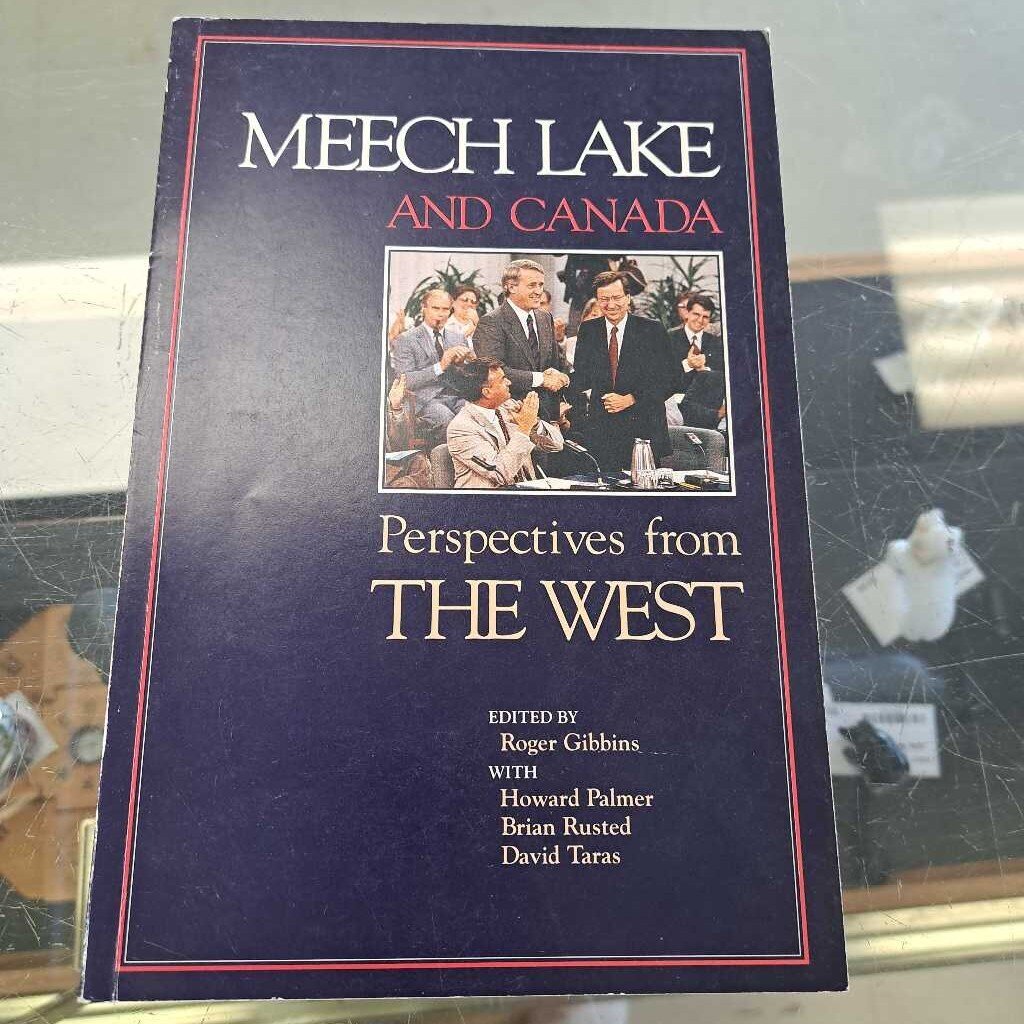 MEECH LAKE
AND CANADA
Perspectives from
THE WEST
EDITED BY
Roger Gibbins
WITH
Howard Palmer
Brian Rusted
David Taras